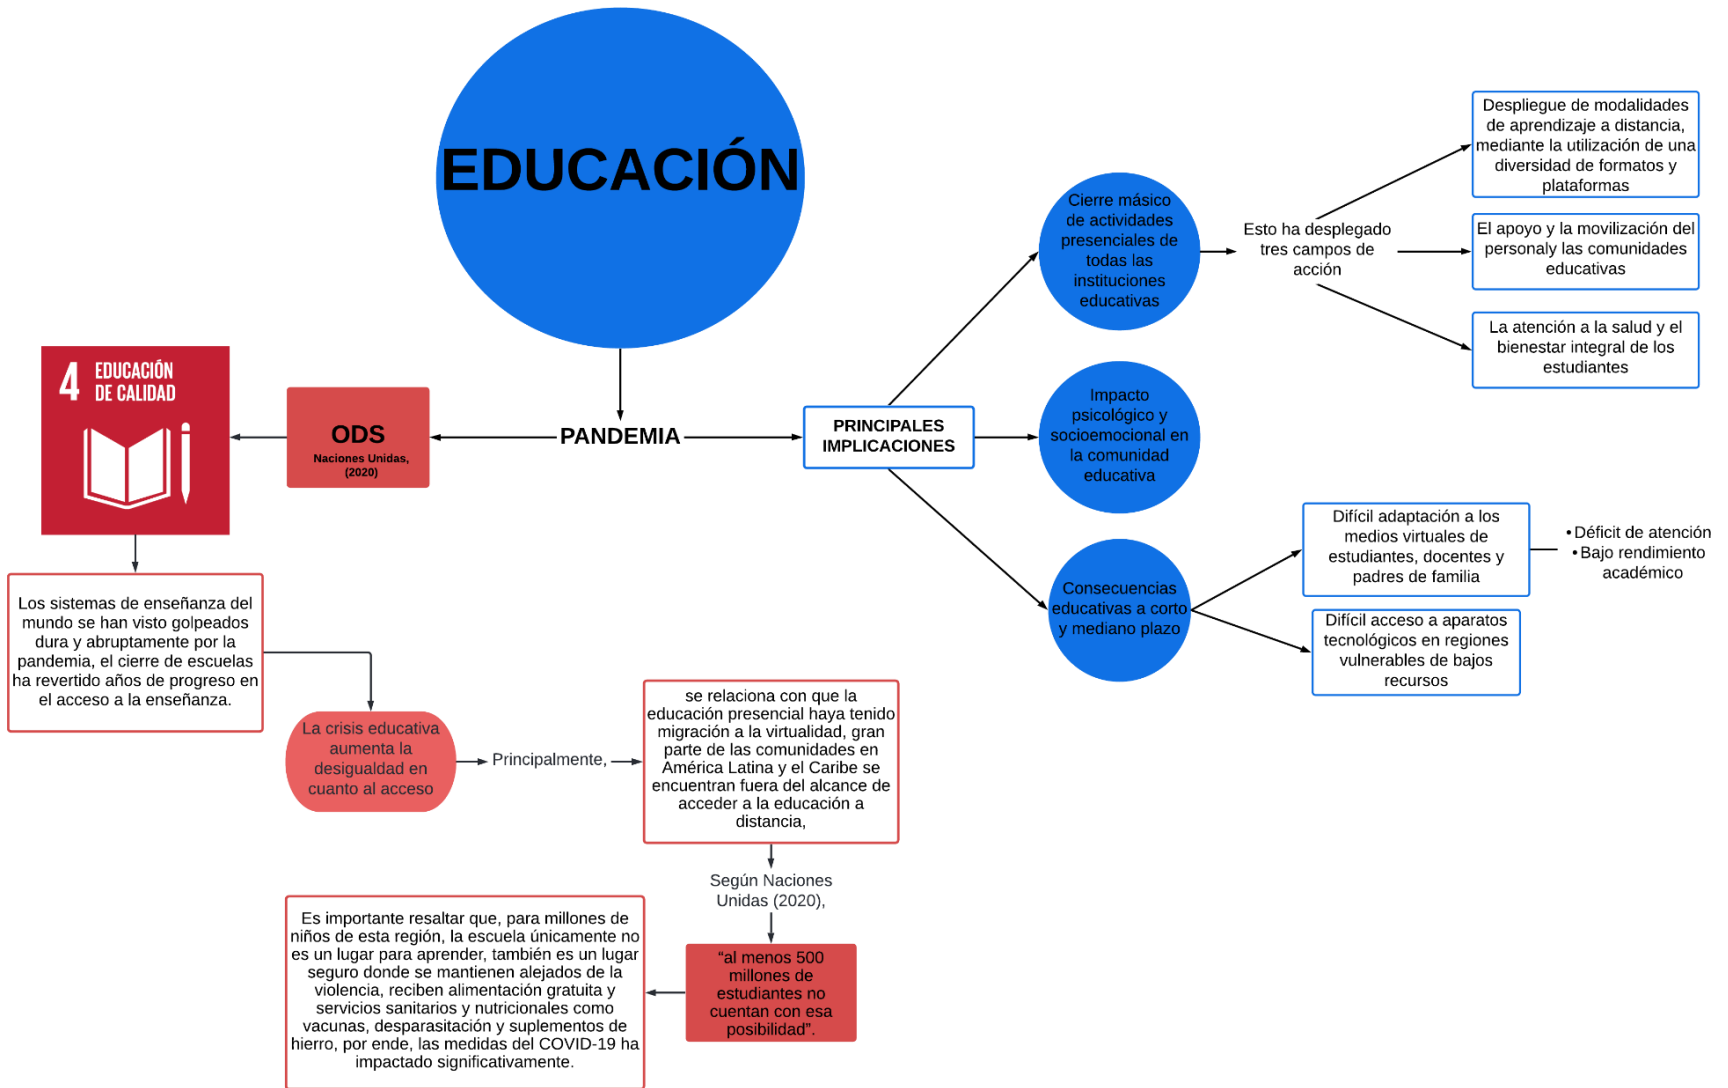 EDUCACIÓN
PANDEMIA
ODS
Naciones Unidas,
(2020)
4 EDUCACIÓN
DE CALIDAD
Los sistemas de enseñanza del
mundo se han visto golpeados
dura y abruptamente por la
pandemia, el cierre de escuelas
ha revertido años de progreso en
el acceso a la enseñanza.
La crisis educativa
aumenta la
desigualdad en
cuanto al acceso
Principalmente,
se relaciona con que la
educación presencial haya tenido
migración a la virtualidad, gran
parte de las comunidades en
América Latina y el Caribe se
encuentran fuera del alcance de
acceder a la educación a
distancia,
Según Naciones
Unidas (2020),
“al menos 500
millones de
estudiantes no
cuentan con esa
posibilidad”.
Es importante resaltar que, para millones de
niños de esta región, la escuela únicamente no
es un lugar para aprender, también es un lugar
seguro donde se mantienen alejados de la
violencia, reciben alimentación gratuita y
servicios sanitarios y nutricionales como
vacunas, desparasitación y suplementos de
hierro, por ende, las medidas del COVID-19 ha
impactado significativamente.
PRINCIPALES
IMPLICACIONES
Cierre másico
de actividades
presenciales de
todas las
instituciones
educativas
Esto ha desplegado
tres campos de
acción
Despliegue de modalidades
de aprendizaje a distancia,
mediante la utilización de una
diversidad de formatos y
plataformas
El apoyo y la movilización del
personaly las comunidades
educativas
La atención a la salud y el
bienestar integral de los
estudiantes
Impacto
psicológico y
socioemocional en
la comunidad
educativa
Consecuencias
educativas a corto
y mediano plazo
Difícil adaptación a los
medios virtuales de
estudiantes, docentes y
padres de familia
• Déficit de atención
• Bajo rendimiento
académico
Difícil acceso a aparatos
tecnológicos en regiones
vulnerables de bajos
recursos